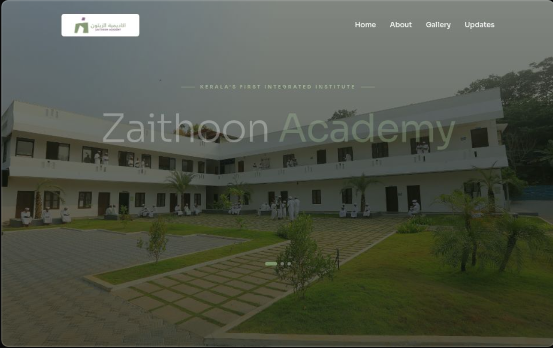 Home About Gallery Updates
KERALA'S FIRST INTEGRATED INSTITUTE
Zaithoon Academy